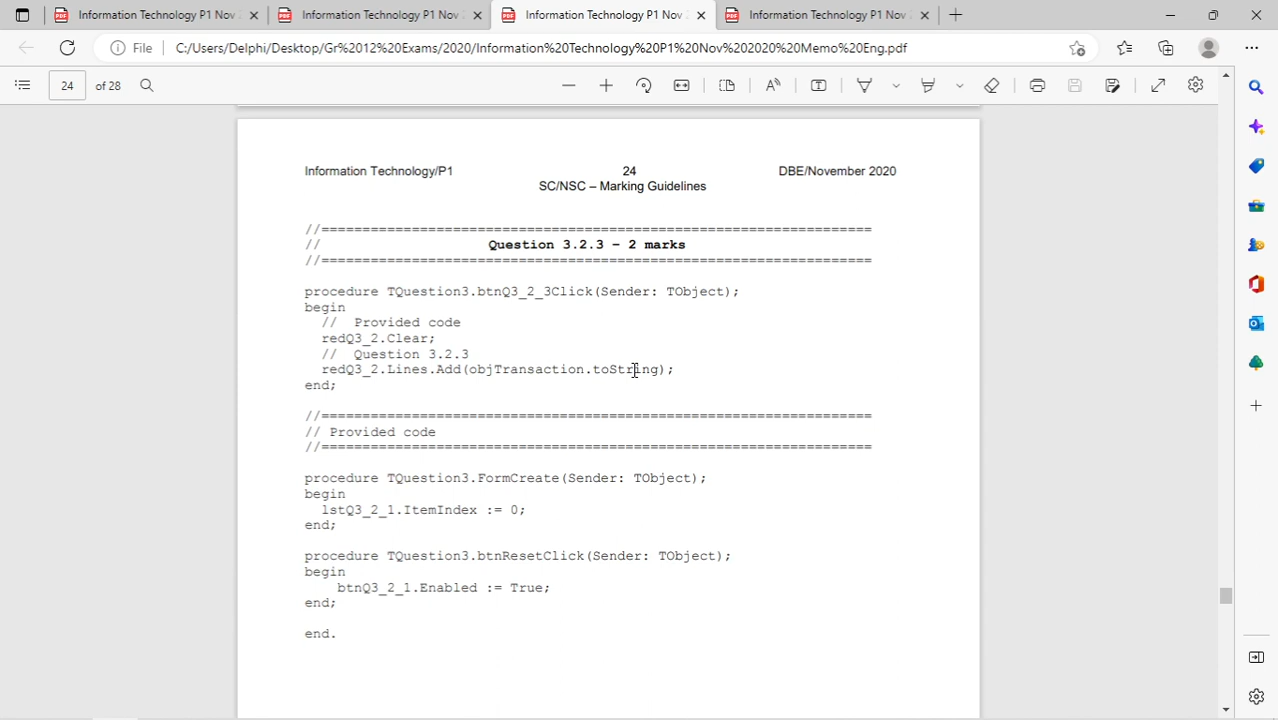 Information Technology P1 Nov
Information Technology P1 Nov
Information Technology P1 Nov
Information Technology P1 Nov
File
C:/Users/Delphi/Desktop/Gr%2012%20Exams/2020/Information%20Technology%20P1%20Nov%202020%20Memo%20Eng.pdf
24 of 28
Information Technology/P1 24 DBE/November 2020
SC/NSC – Marking Guidelines
//===================================================================
// Question 3.2.3 – 2 marks
//===================================================================
procedure TQuestion3.btnQ3_2_3Click(Sender: TObject);
begin
// Provided code
redQ3_2.Clear;
// Question 3.2.3
redQ3_2.Lines.Add(objTransaction.toString);
end;
//===================================================================
// Provided code
//===================================================================
procedure TQuestion3.FormCreate(Sender: TObject);
begin
lstQ3_2_1.ItemIndex := 0;
end;
procedure TQuestion3.btnResetClick(Sender: TObject);
begin
btnQ3_2_1.Enabled := True;
end;
end.